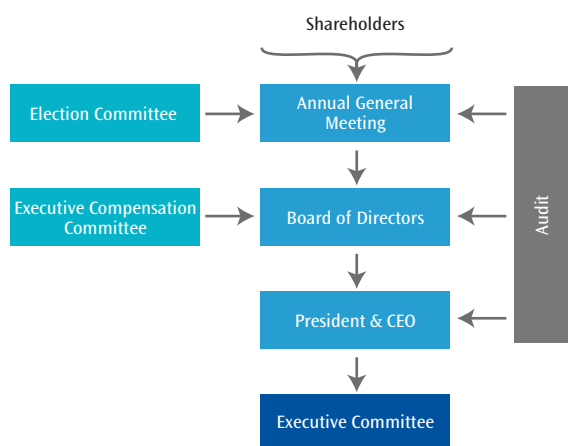 Shareholders
Election Committee
Annual General
Meeting
Executive Compensation
Committee
Board of Directors
Audit
President & CEO
Executive Committee